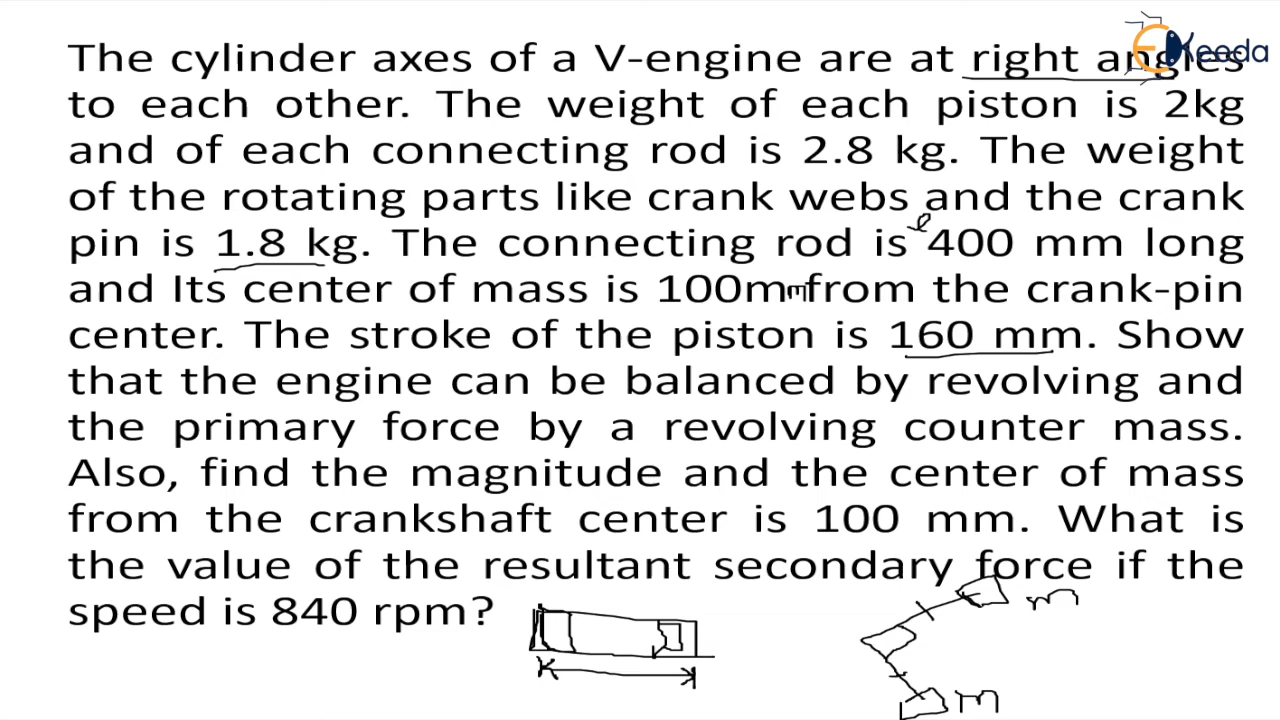 The cylinder axes of a V-engine are at right angles
to each other. The weight of each piston is 2kg
and of each connecting rod is 2.8 kg. The weight
of the rotating parts like crank webs and the crank
pin is 1.8 kg. The connecting rod is 400 mm long
and Its center of mass is 100mm from the crank-pin
center. The stroke of the piston is 160 mm. Show
that the engine can be balanced by revolving and
the primary force by a revolving counter mass.
Also, find the magnitude and the center of mass
from the crankshaft center is 100 mm. What is
the value of the resultant secondary force if the
speed is 840 rpm?
m
m